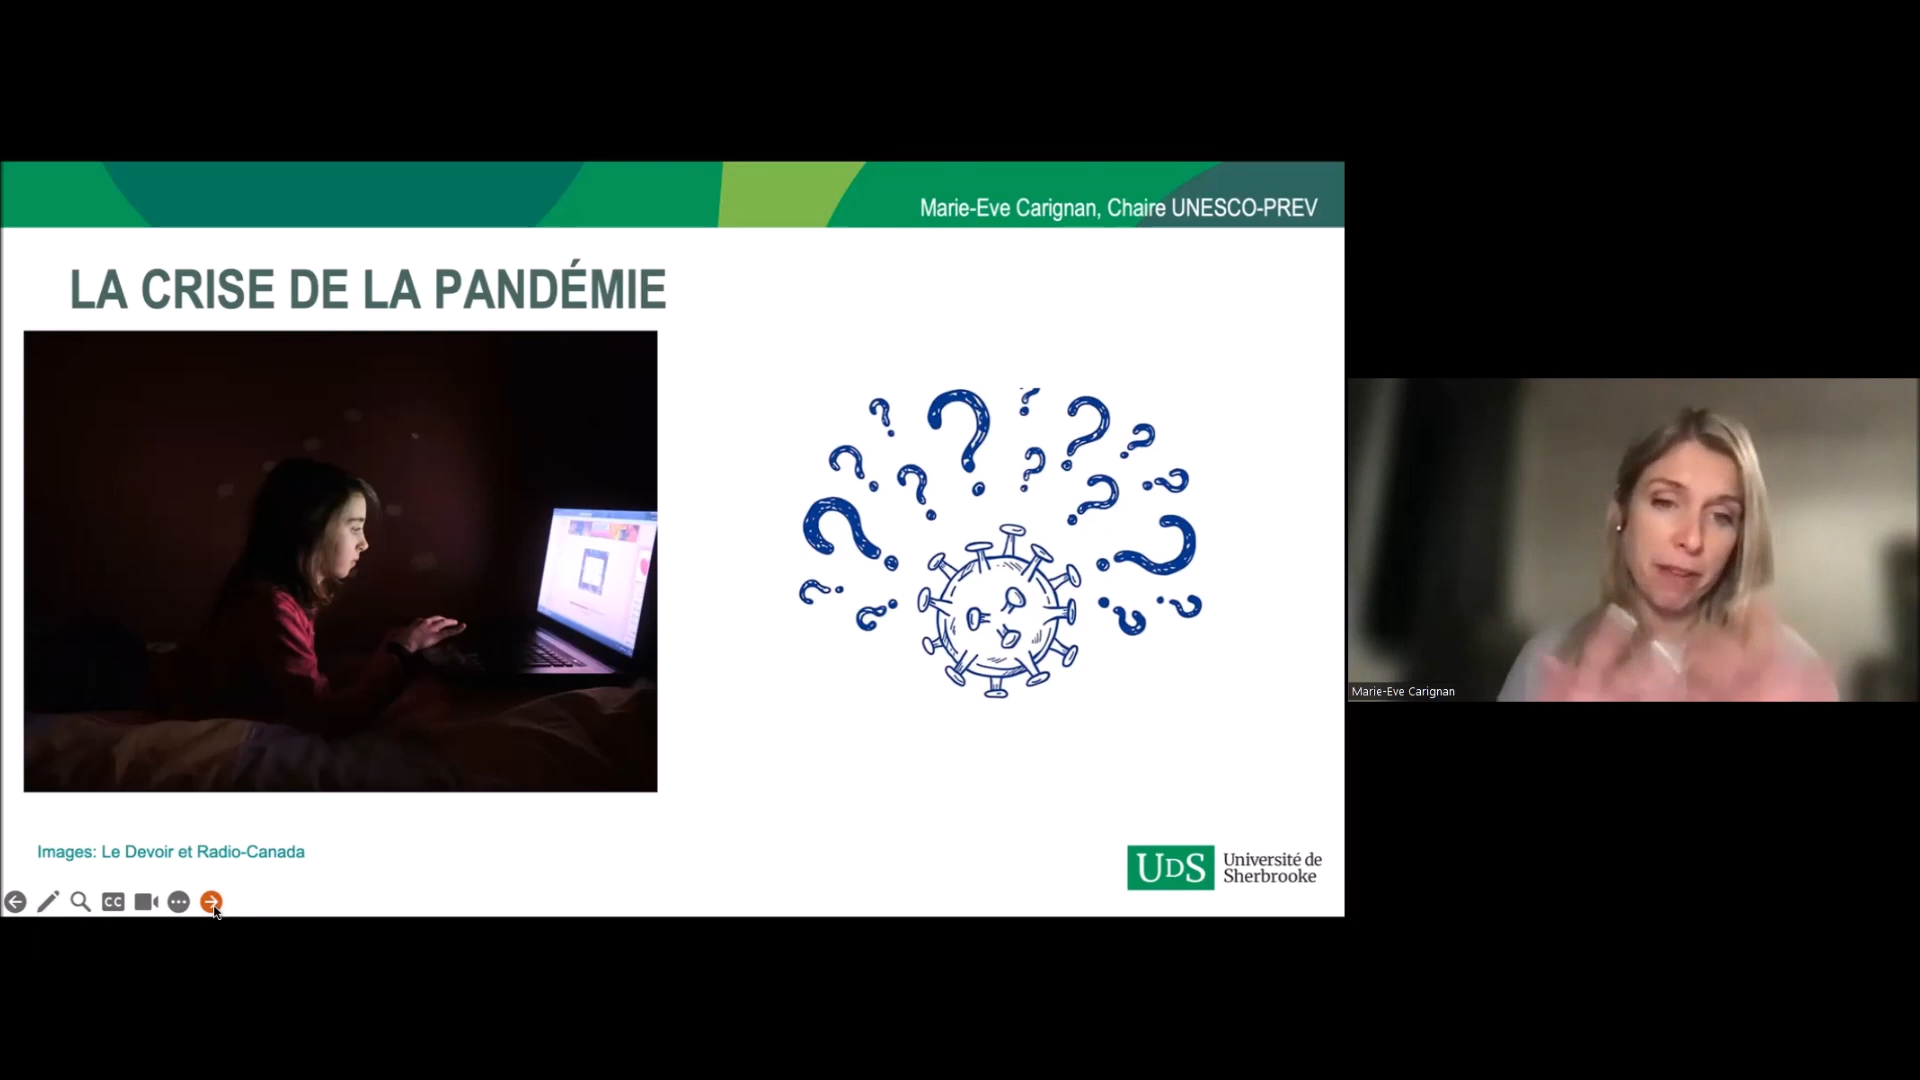 Marie-Eve Carignan, Chaire UNESCO-PREV
LA CRISE DE LA PANDÉMIE
Images: Le Devoir et Radio-Canada
UDS
Université de
Sherbrooke
CC
Marie-Eve Carignan